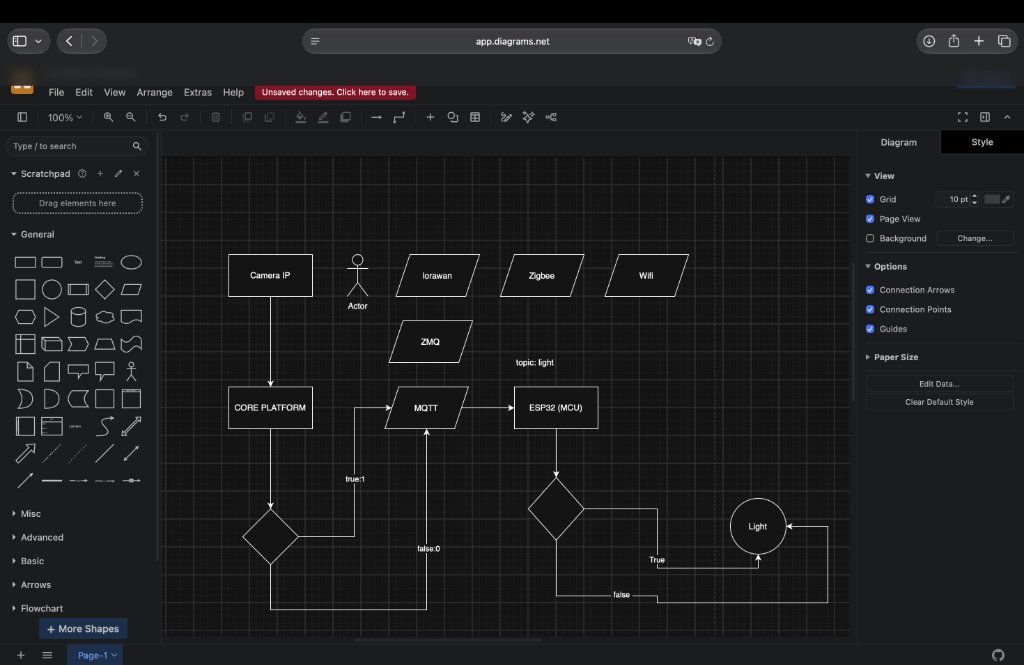 app.diagrams.net
File Edit View Arrange Extras Help Unsaved changes. Click here to save.
100%
Type / to search
Scratchpad
Drag elements here
General
Text
Heading
List Item
Misc
Advanced
Basic
Arrows
Flowchart
+ More Shapes
Page-1
Camera IP
Actor
lorawan
Zigbee
Wifi
ZMQ
topic: light
CORE PLATFORM
MQTT
ESP32 (MCU)
true:1
false:0
Light
True
false
Diagram Style
View
Grid 10 pt
Page View
Background Change...
Options
Connection Arrows
Connection Points
Guides
Paper Size
Edit Data...
Clear Default Style